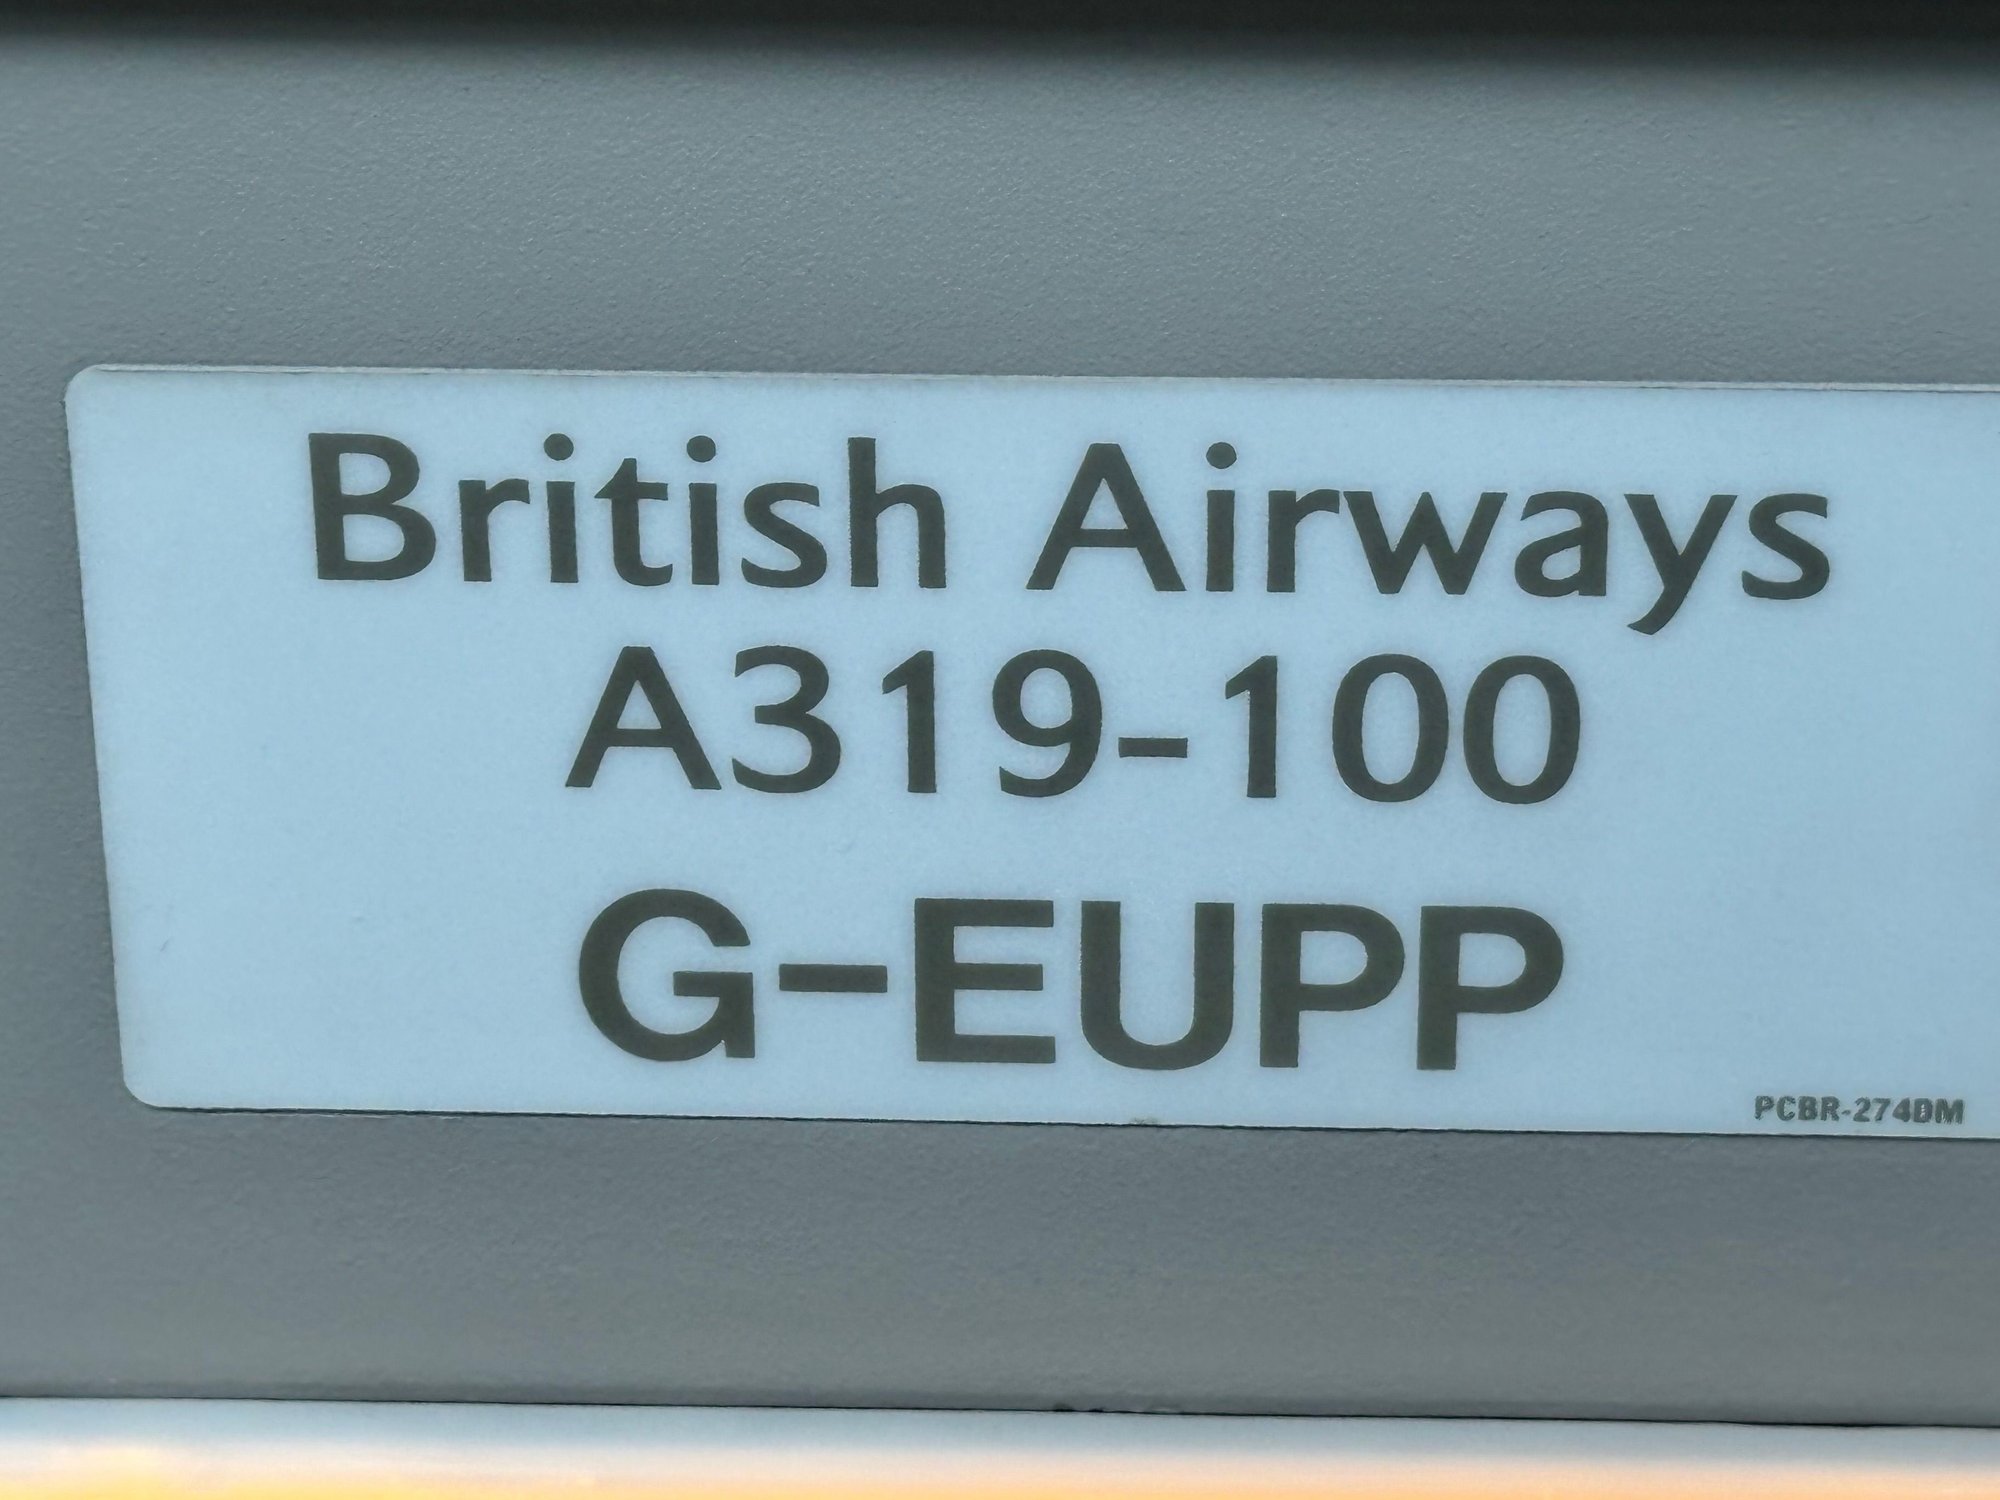 British Airways
A319-100
G-EUPP
PCBR-274DM